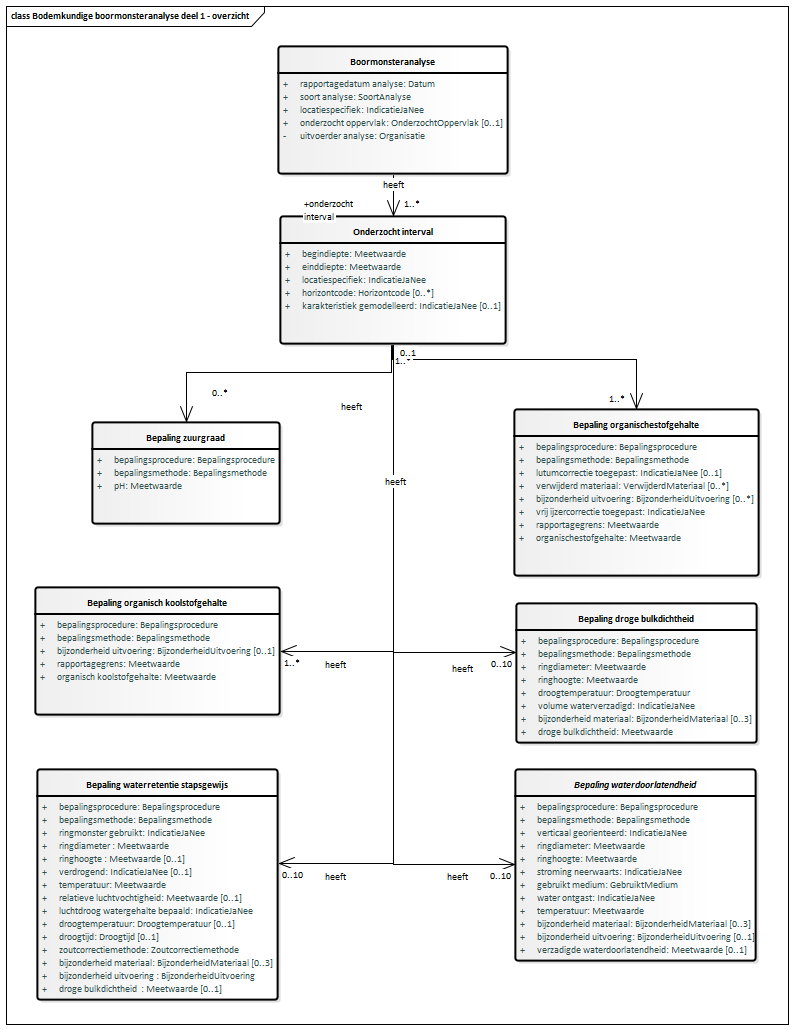 class Bodemkundige boormonsteranalyse deel 1 - overzicht
Boormonsteranalyse
+ rapportagedatum analyse: Datum
+ soort analyse: SoortAnalyse
+ locatiespecifiek: IndicatieJaNee
+ onderzocht oppervlak: OnderzochtOppervlak [0..1]
- uitvoerder analyse: Organisatie
heeft
+onderzocht
interval
1..*
Onderzocht interval
+ begindiepte: Meetwaarde
+ einddiepte: Meetwaarde
+ locatiespecifiek: IndicatieJaNee
+ horizontcode: Horizontcode [0..*]
+ karakteristiek gemodelleerd: IndicatieJaNee [0..1]
0..1
1..*
0..*
heeft
1..*
Bepaling zuurgraad
+ bepalingsprocedure: Bepalingsprocedure
+ bepalingsmethode: Bepalingsmethode
+ pH: Meetwaarde
Bepaling organischestofgehalte
+ bepalingsprocedure: Bepalingsprocedure
+ bepalingsmethode: Bepalingsmethode
+ lutumcorrectie toegepast: IndicatieJaNee [0..1]
+ verwijderd materiaal: VerwijderdMateriaal [0..*]
+ bijzonderheid uitvoering: BijzonderheidUitvoering [0..*]
+ vrij ijzercorrectie toegepast: IndicatieJaNee
+ rapportagegrens: Meetwaarde
+ organischestofgehalte: Meetwaarde
heeft
Bepaling organisch koolstofgehalte
+ bepalingsprocedure: Bepalingsprocedure
+ bepalingsmethode: Bepalingsmethode
+ bijzonderheid uitvoering: BijzonderheidUitvoering [0..1]
+ rapportagegrens: Meetwaarde
+ organisch koolstofgehalte: Meetwaarde
1..*
heeft
heeft
0..10
Bepaling droge bulkdichtheid
+ bepalingsprocedure: Bepalingsprocedure
+ bepalingsmethode: Bepalingsmethode
+ ringdiameter: Meetwaarde
+ ringhoogte: Meetwaarde
+ droogtemperatuur: Droogtemperatuur
+ volume waterverzadigd: IndicatieJaNee
+ bijzonderheid materiaal: BijzonderheidMateriaal [0..3]
+ droge bulkdichtheid: Meetwaarde
Bepaling waterretentie stapsgewijs
+ bepalingsprocedure: Bepalingsprocedure
+ bepalingsmethode: Bepalingsmethode
+ ringmonster gebruikt: IndicatieJaNee
+ ringdiameter : Meetwaarde
+ ringhoogte : Meetwaarde [0..1]
+ verdrogend: IndicatieJaNee [0..1]
+ temperatuur: Meetwaarde
+ relatieve luchtvochtigheid: Meetwaarde [0..1]
+ luchtdroog watergehalte bepaald: IndicatieJaNee
+ droogtemperatuur: Droogtemperatuur [0..1]
+ droogtijd: Droogtijd [0..1]
+ zoutcorrectiemethode: Zoutcorrectiemethode
+ bijzonderheid materiaal: BijzonderheidMateriaal [0..3]
+ bijzonderheid uitvoering : BijzonderheidUitvoering
+ droge bulkdichtheid : Meetwaarde [0..1]
0..10
heeft
heeft
0..10
Bepaling waterdoorlatendheid
+ bepalingsprocedure: Bepalingsprocedure
+ bepalingsmethode: Bepalingsmethode
+ verticaal georienteerd: IndicatieJaNee
+ ringdiameter: Meetwaarde
+ ringhoogte: Meetwaarde
+ stroming neerwaarts: IndicatieJaNee
+ gebruikt medium: GebruiktMedium
+ water ontgast: IndicatieJaNee
+ temperatuur: Meetwaarde
+ bijzonderheid materiaal: BijzonderheidMateriaal [0..3]
+ bijzonderheid uitvoering: BijzonderheidUitvoering [0..1]
+ verzadigde waterdoorlatendheid: Meetwaarde [0..1]